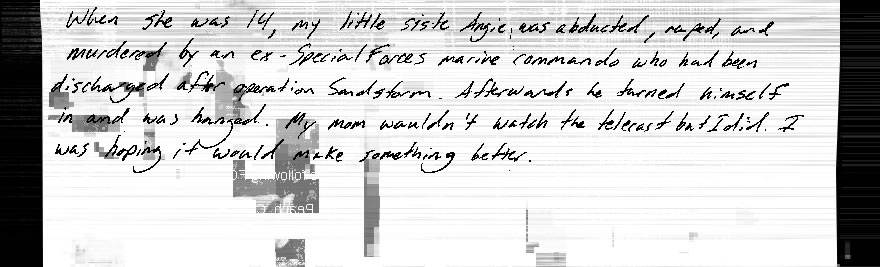 When she was 14, my little siste Angie, was abducted, raped, and
murdered by an ex-Special Forces marine commando who had been
discharged after operation Sandstorm. Afterwards he turned himself
in and was hanged. My mom wouldn't watch the telecast but I did. I
was hoping it would make something better.